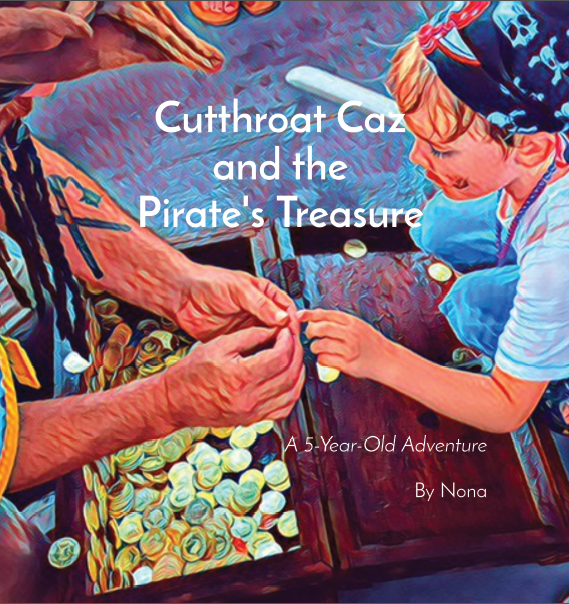 Cutthroat Caz
and the
Pirate's Treasure
A 5-Year-Old Adventure
By Nona